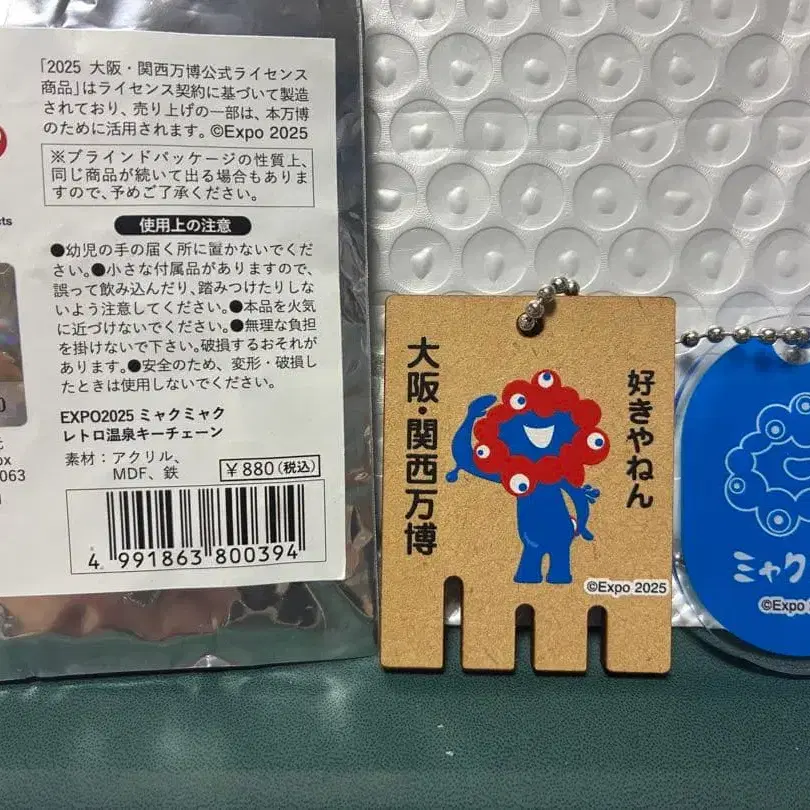 「2025 大阪・関西万博公式ライセンス
商品」はライセンス契約に基づいて製造
されており、売り上げの一部は、本万博
のために活用されます。©Expo 2025
※ブラインドパッケージの性質上、
同じ商品が続いて出る場合もありま
すので、予めご了承ください。
使用上の注意
●幼児の手の届く所に置かないでくだ
さい。●小さな付属品がありますので、
誤って飲み込んだり、踏みつけたりしな
いよう注意してください。●本品を火気
に近づけないでください。●無理な負担
を掛けないで下さい。破損するおそれが
あります。●安全のため、変形・破損し
たときは使用しないでください。
EXPO2025 ミャクミャク
レトロ温泉キーチェーン
素材：アクリル、
MDF、鉄
￥880(税込)
4 991863 800394
cts
0
元
ox
063
大阪・関西万博
好きやねん
©Expo 2025
ミャク
©Expo